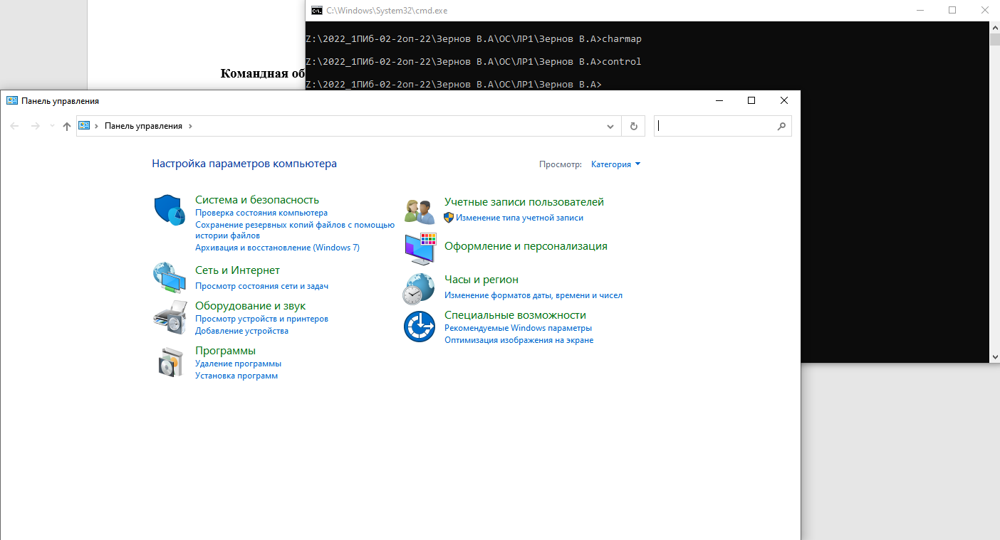 C:\Windows\System32\cmd.exe
Z:\2022_1ПИб-02-2оп-22\Зернов В.А\ОС\ЛР1\Зернов В.А>charmap
Z:\2022_1ПИб-02-2оп-22\Зернов В.А\ОС\ЛР1\Зернов В.А>control
Z:\2022_1ПИб-02-2оп-22\Зернов В.А\ОС\ЛР1\Зернов В.А>
Командная об
Панель управления
Панель управления
Настройка параметров компьютера
Просмотр: Категория
Система и безопасность
Проверка состояния компьютера
Сохранение резервных копий файлов с помощью
истории файлов
Архивация и восстановление (Windows 7)
Сеть и Интернет
Просмотр состояния сети и задач
Оборудование и звук
Просмотр устройств и принтеров
Добавление устройства
Программы
Удаление программы
Установка программ
Учетные записи пользователей
Изменение типа учетной записи
Оформление и персонализация
Часы и регион
Изменение форматов даты, времени и чисел
Специальные возможности
Рекомендуемые Windows параметры
Оптимизация изображения на экране